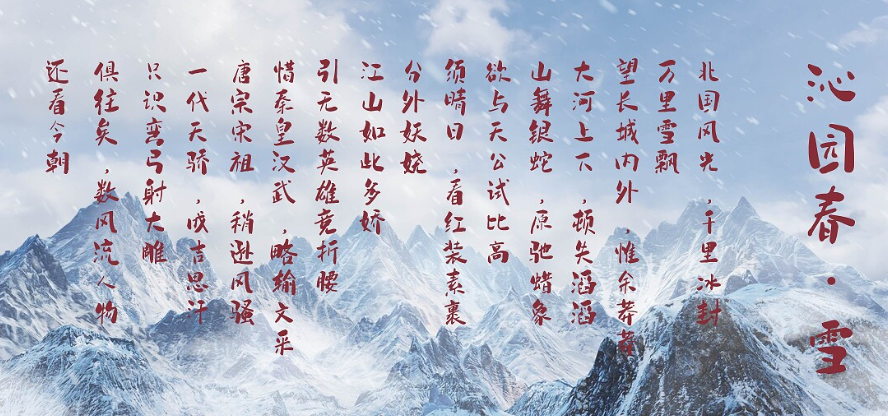 沁园春·雪
北国风光,千里冰封
万里雪飘
望长城内外,惟余莽莽
大河上下,顿失滔滔
山舞银蛇,原驰蜡象
欲与天公试比高
须晴日,看红装素裹
分外妖娆
江山如此多娇
引无数英雄竞折腰
惜秦皇汉武,略输文采
唐宗宋祖,稍逊风骚
一代天骄,成吉思汗
只识弯弓射大雕
俱往矣,数风流人物
还看今朝